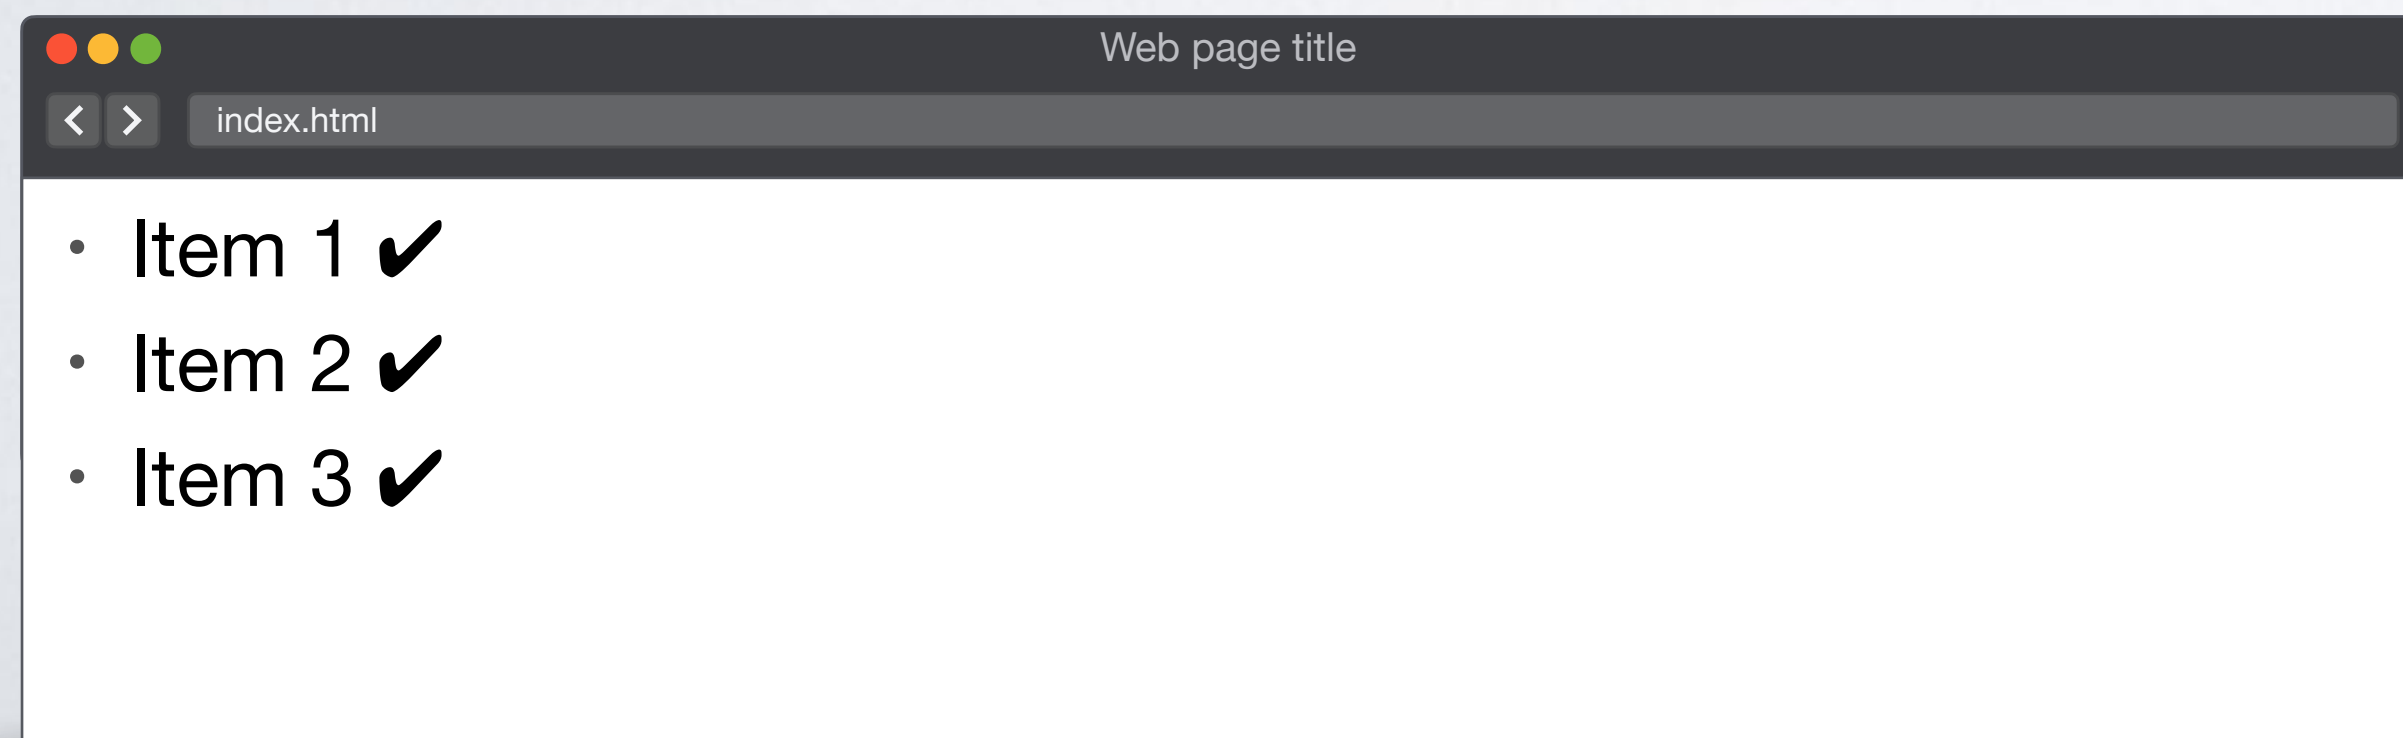 Web page title
index.html
• Item 1 ✔
• Item 2 ✔
• Item 3 ✔